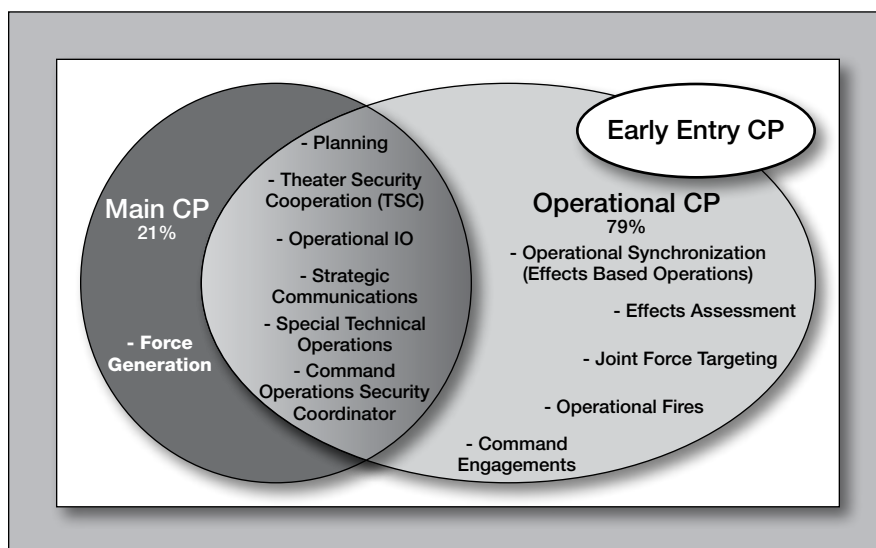 Early Entry CP
Main CP
21%
- Force
Generation
- Planning
- Theater Security
Cooperation (TSC)
- Operational IO
- Strategic
Communications
- Special Technical
Operations
- Command
Operations Security
Coordinator
Operational CP
79%
- Operational Synchronization
(Effects Based Operations)
- Effects Assessment
- Joint Force Targeting
- Operational Fires
- Command
Engagements